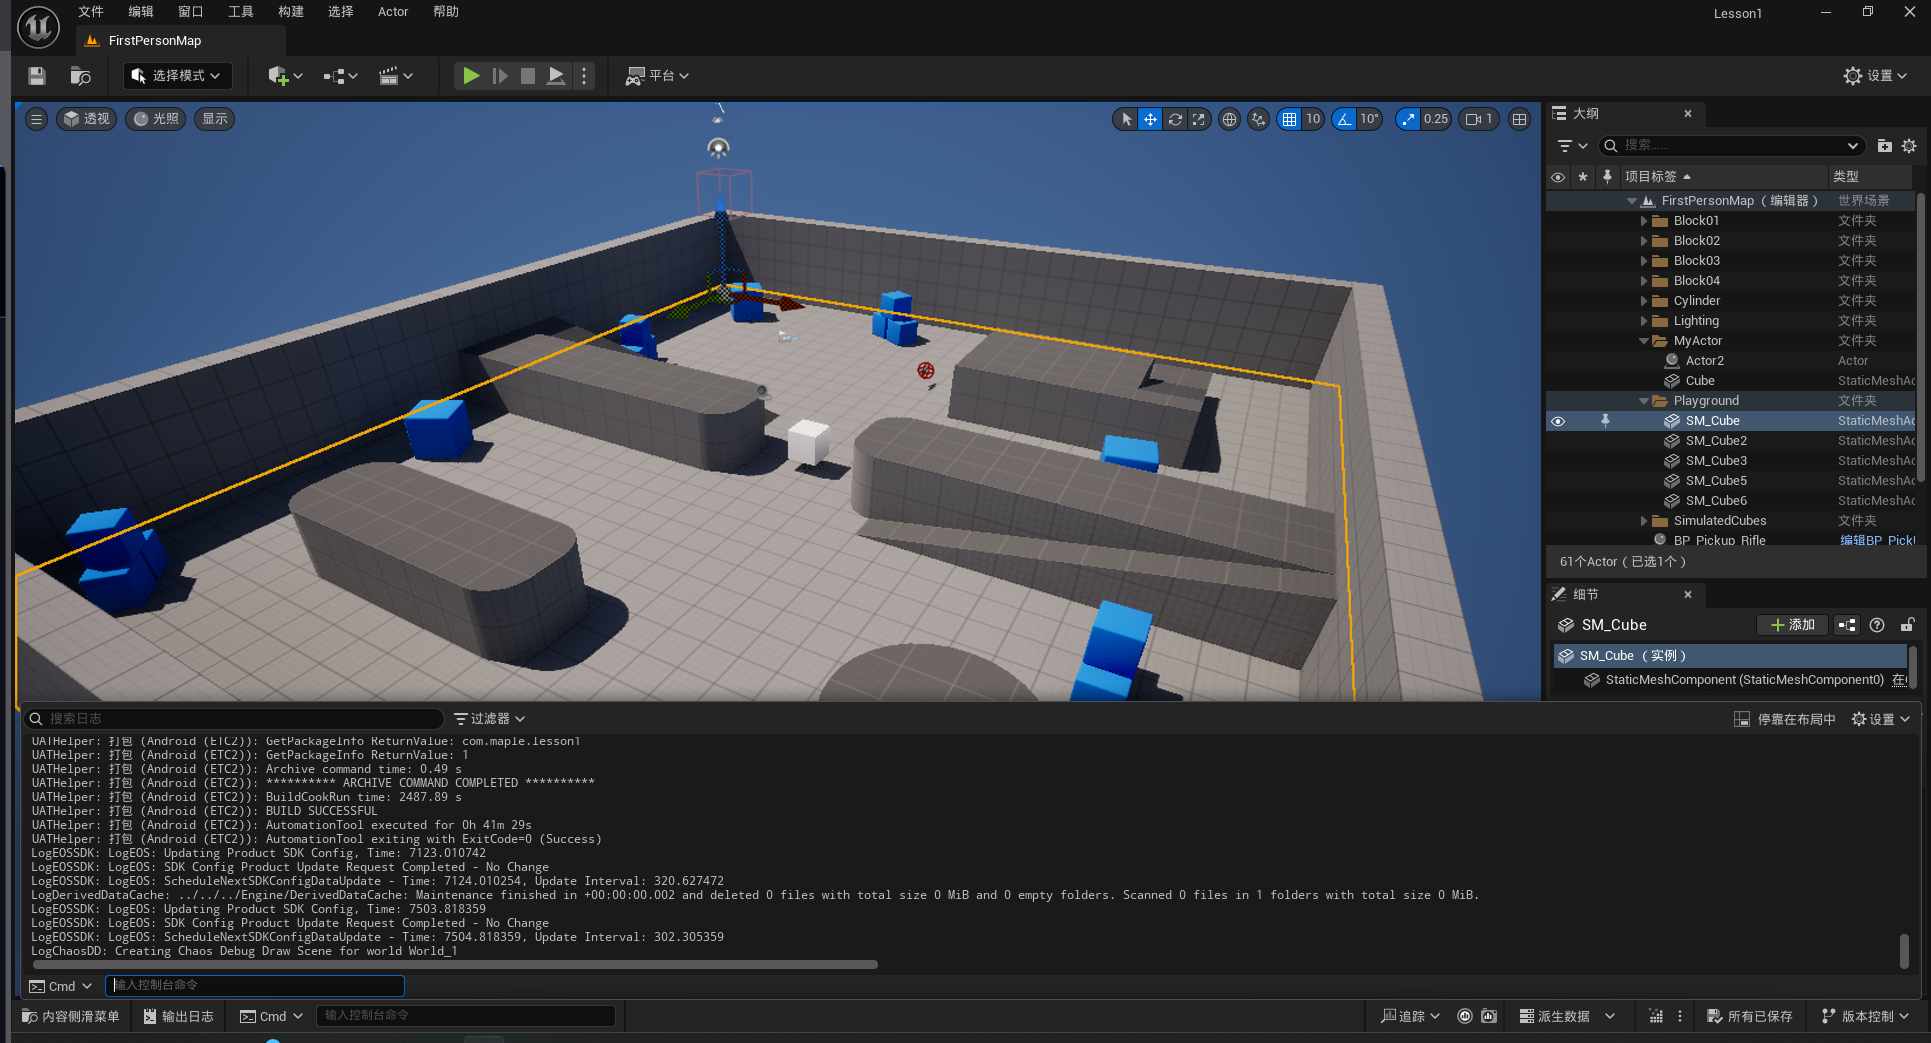 文件 编辑 窗口 工具 构建 选择 Actor 帮助
Lesson1
FirstPersonMap
选择模式
平台
设置
透视 光照 显示
10 10° 0.25 1
大纲
搜索……
项目标签 类型
FirstPersonMap（编辑器） 世界场景
Block01 文件夹
Block02 文件夹
Block03 文件夹
Block04 文件夹
Cylinder 文件夹
Lighting 文件夹
MyActor 文件夹
Actor2 Actor
Cube StaticMeshAc
Playground 文件夹
SM_Cube StaticMeshAc
SM_Cube2 StaticMeshAc
SM_Cube3 StaticMeshAc
SM_Cube5 StaticMeshAc
SM_Cube6 StaticMeshAc
SimulatedCubes 文件夹
BP_Pickup_Rifle 编辑BP_Pick
61个Actor（已选1个）
细节
SM_Cube
添加
SM_Cube（实例）
StaticMeshComponent (StaticMeshComponent0) 在
搜索日志
过滤器
停靠在布局中
设置
UATHelper: 打包 (Android (ETC2)): GetPackageInfo ReturnValue: com.maple.lesson1
UATHelper: 打包 (Android (ETC2)): GetPackageInfo ReturnValue: 1
UATHelper: 打包 (Android (ETC2)): Archive command time: 0.49 s
UATHelper: 打包 (Android (ETC2)): ********** ARCHIVE COMMAND COMPLETED **********
UATHelper: 打包 (Android (ETC2)): BuildCookRun time: 2487.89 s
UATHelper: 打包 (Android (ETC2)): BUILD SUCCESSFUL
UATHelper: 打包 (Android (ETC2)): AutomationTool executed for 0h 41m 29s
UATHelper: 打包 (Android (ETC2)): AutomationTool exiting with ExitCode=0 (Success)
LogEOSSDK: LogEOS: Updating Product SDK Config, Time: 7123.010742
LogEOSSDK: LogEOS: SDK Config Product Update Request Completed - No Change
LogEOSSDK: LogEOS: ScheduleNextSDKConfigDataUpdate - Time: 7124.010254, Update Interval: 320.627472
LogDerivedDataCache: ../../../Engine/DerivedDataCache: Maintenance finished in +00:00:00.002 and deleted 0 files with total size 0 MiB and 0 empty folders. Scanned 0 files in 1 folders with total size 0 MiB.
LogEOSSDK: LogEOS: Updating Product SDK Config, Time: 7503.818359
LogEOSSDK: LogEOS: SDK Config Product Update Request Completed - No Change
LogEOSSDK: LogEOS: ScheduleNextSDKConfigDataUpdate - Time: 7504.818359, Update Interval: 302.305359
LogChaosDD: Creating Chaos Debug Draw Scene for world World_1
Cmd 输入控制台命令
内容侧滑菜单 输出日志 Cmd 输入控制台命令 追踪 派生数据 所有已保存 版本控制